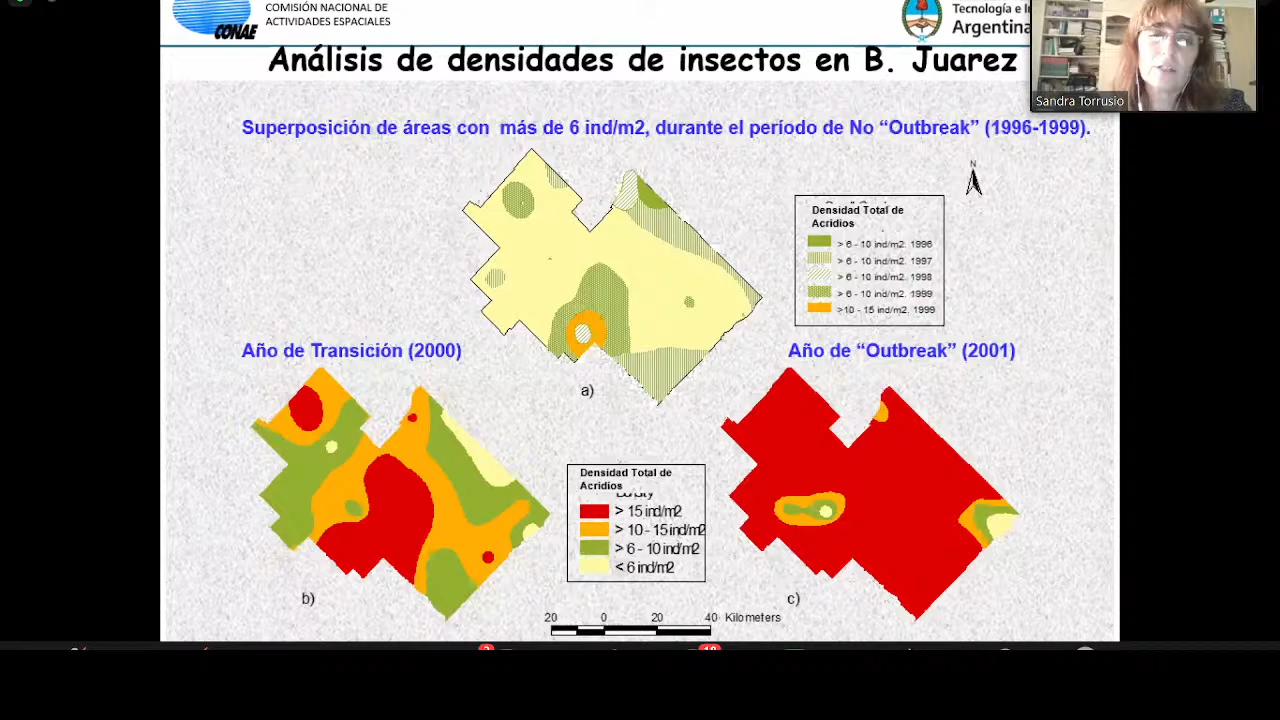 COMISIÓN NACIONAL DE
ACTIVIDADES ESPACIALES
CONAE
Tecnología e
Argentina
Sandra Torrusio
Análisis de densidades de insectos en B. Juarez
Superposición de áreas con más de 6 ind/m2, durante el período de No “Outbreak” (1996-1999).
N
Densidad Total de
Acridios
> 6 - 10 ind/m2. 1996
> 6 - 10 ind/m2. 1997
> 6 - 10 ind/m2. 1998
> 6 - 10 ind/m2. 1999
>10 - 15 ind/m2. 1999
a)
Año de Transición (2000)
Año de “Outbreak” (2001)
Densidad Total de
Acridios
> 15 ind/m2
> 10 - 15 ind/m2
> 6 - 10 ind/m2
< 6 ind/m2
b)
c)
20 0 20 40 Kilometers